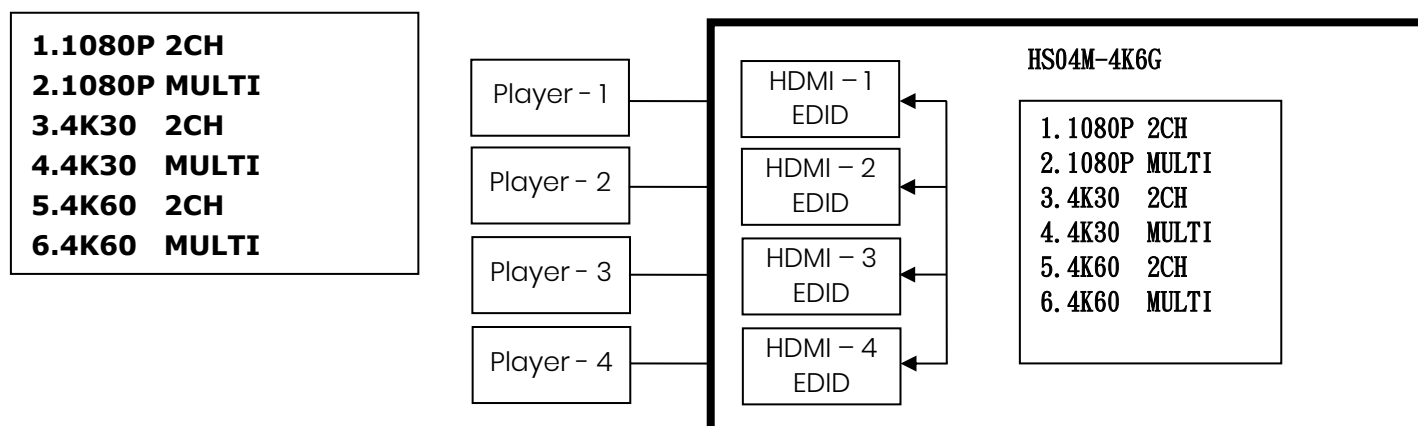 1.1080P 2CH
2.1080P MULTI
3.4K30 2CH
4.4K30 MULTI
5.4K60 2CH
6.4K60 MULTI
Player - 1
Player - 2
Player - 3
Player - 4
HDMI – 1
EDID
HDMI – 2
EDID
HDMI – 3
EDID
HDMI – 4
EDID
HS04M-4K6G
1.1080P 2CH
2.1080P MULTI
3.4K30 2CH
4.4K30 MULTI
5.4K60 2CH
6.4K60 MULTI